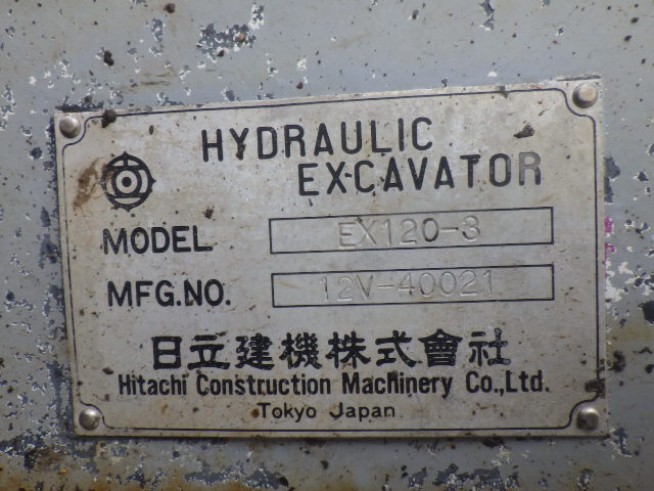 HYDRAULIC
EXCAVATOR
MODEL EX120-3
MFG.NO. 12V-40021
日立建機株式會社
Hitachi Construction Machinery Co.,Ltd.
Tokyo Japan